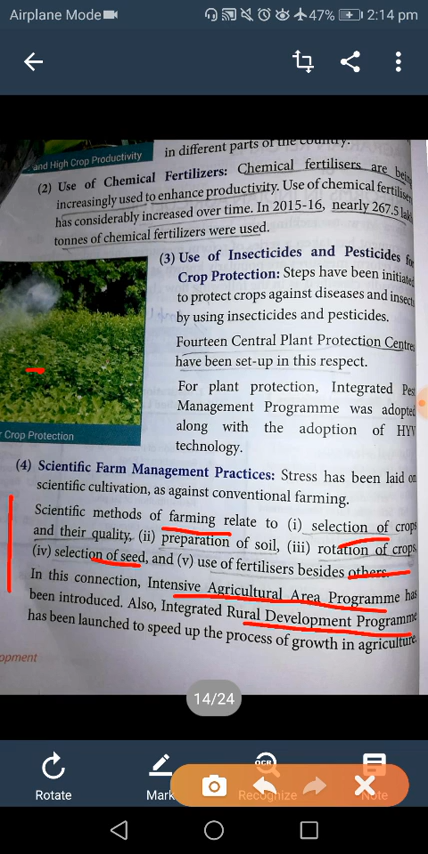 Airplane Mode 47% 2:14 pm
and High Crop Productivity
in different parts of the country.
(2) Use of Chemical Fertilizers: Chemical fertilisers are being
increasingly used to enhance productivity. Use of chemical fertiliser
has considerably increased over time. In 2015-16, nearly 267.5 lak
tonnes of chemical fertilizers were used.
(3) Use of Insecticides and Pesticides fo
Crop Protection: Steps have been initiated
to protect crops against diseases and insect
by using insecticides and pesticides.
Fourteen Central Plant Protection Centre
have been set-up in this respect.
For plant protection, Integrated Pes
Management Programme was adopted
along with the adoption of HYV
technology.
r Crop Protection
(4) Scientific Farm Management Practices: Stress has been laid on
scientific cultivation, as against conventional farming.
Scientific methods of farming relate to (i) selection of crops
and their quality, (ii) preparation of soil, (iii) rotation of crops,
(iv) selection of seed, and (v) use of fertilisers besides others.
In this connection, Intensive Agricultural Area Programme has
been introduced. Also, Integrated Rural Development Programme
has been launched to speed up the process of growth in agriculture
opment
14/24
Rotate Mark Recognize Note